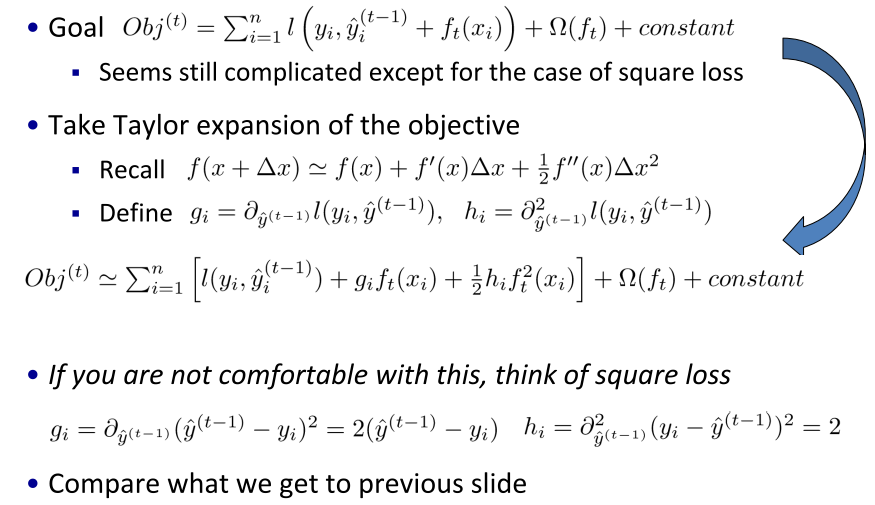 • Goal $Obj^{(t)} = \sum_{i=1}^{n} l\left(y_i, \hat{y}_i^{(t-1)} + f_t(x_i)\right) + \Omega(f_t) + constant$
▪ Seems still complicated except for the case of square loss
• Take Taylor expansion of the objective
▪ Recall $f(x + \Delta x) \simeq f(x) + f'(x)\Delta x + \frac{1}{2} f''(x)\Delta x^2$
▪ Define $g_i = \partial_{\hat{y}^{(t-1)}} l(y_i, \hat{y}^{(t-1)}), \quad h_i = \partial^2_{\hat{y}^{(t-1)}} l(y_i, \hat{y}^{(t-1)})$
$Obj^{(t)} \simeq \sum_{i=1}^{n} \left[ l(y_i, \hat{y}_i^{(t-1)}) + g_i f_t(x_i) + \frac{1}{2} h_i f_t^2(x_i) \right] + \Omega(f_t) + constant$
• If you are not comfortable with this, think of square loss
$g_i = \partial_{\hat{y}^{(t-1)}} (\hat{y}^{(t-1)} - y_i)^2 = 2(\hat{y}^{(t-1)} - y_i) \quad h_i = \partial^2_{\hat{y}^{(t-1)}} (y_i - \hat{y}^{(t-1)})^2 = 2$
• Compare what we get to previous slide